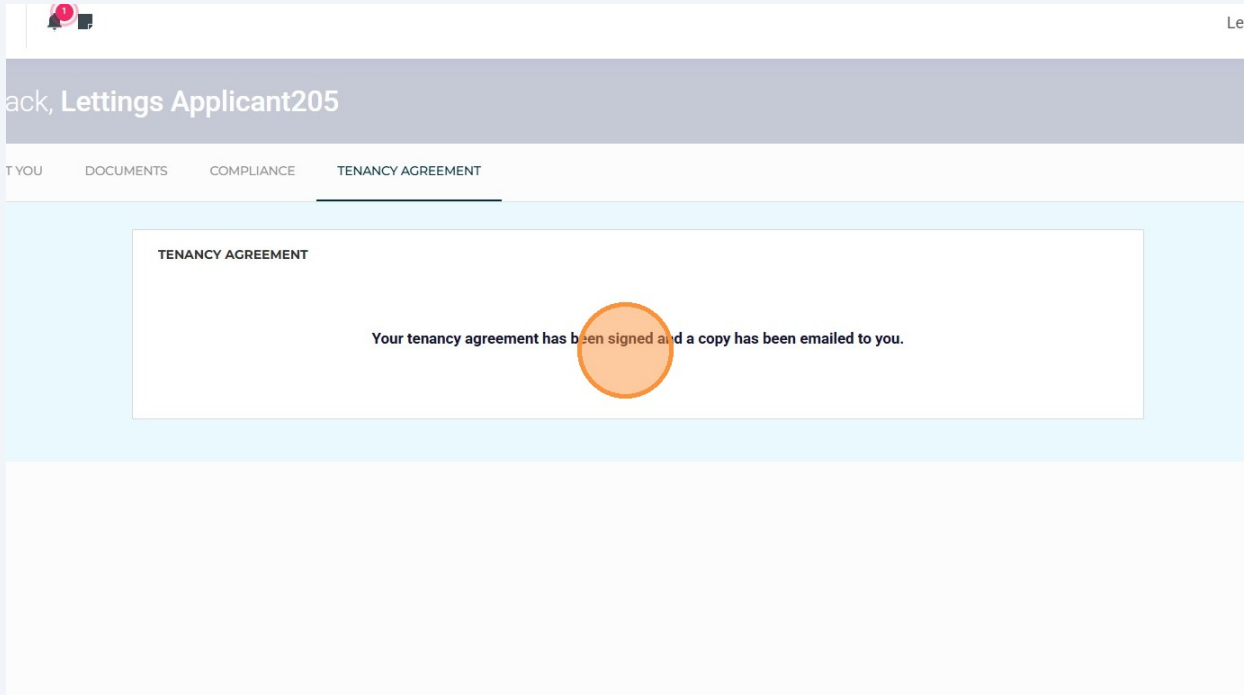 1
Le
ack, Lettings Applicant205
T YOU DOCUMENTS COMPLIANCE TENANCY AGREEMENT
TENANCY AGREEMENT
Your tenancy agreement has been signed and a copy has been emailed to you.